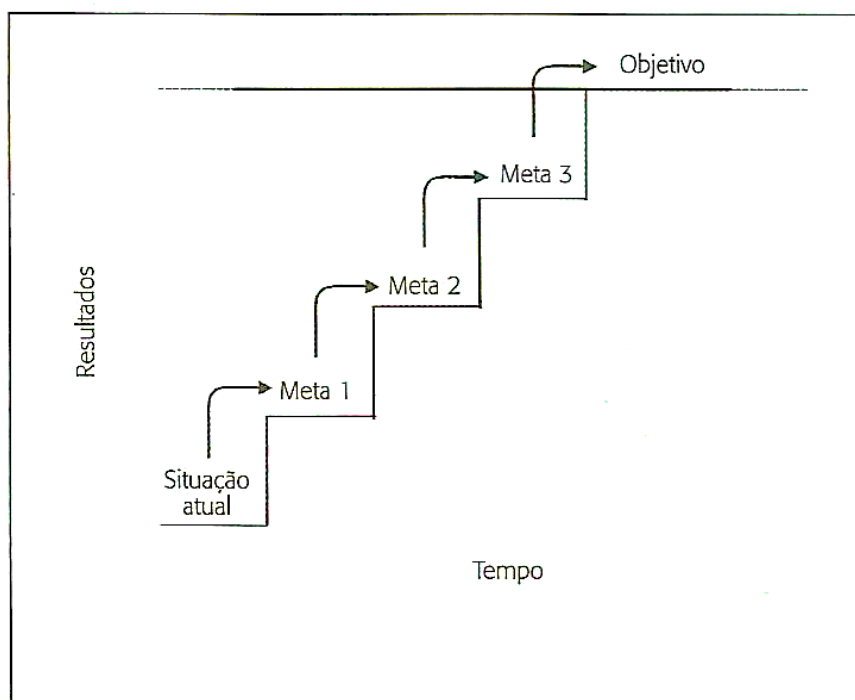 Objetivo
Meta 3
Meta 2
Resultados
Meta 1
Situação
atual
Tempo